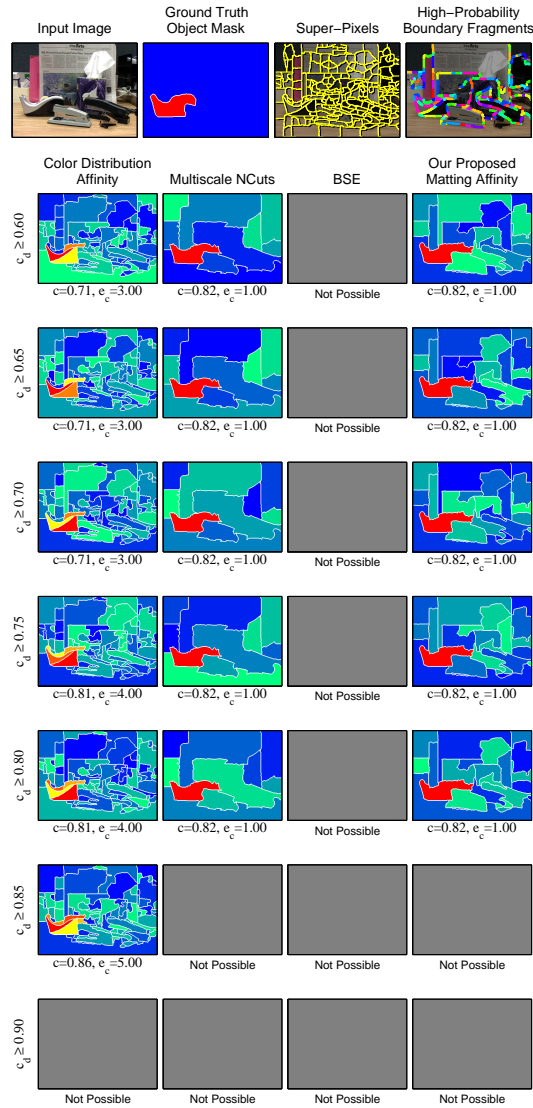 Input Image
Ground Truth
Object Mask
Super-Pixels
High-Probability
Boundary Fragments
Color Distribution
Affinity
Multiscale NCuts
BSE
Our Proposed
Matting Affinity
c_d ≥ 0.60
c=0.71, e_c=3.00
c=0.82, e_c=1.00
Not Possible
c=0.82, e_c=1.00
c_d ≥ 0.65
c=0.71, e_c=3.00
c=0.82, e_c=1.00
Not Possible
c=0.82, e_c=1.00
c_d ≥ 0.70
c=0.71, e_c=3.00
c=0.82, e_c=1.00
Not Possible
c=0.82, e_c=1.00
c_d ≥ 0.75
c=0.81, e_c=4.00
c=0.82, e_c=1.00
Not Possible
c=0.82, e_c=1.00
c_d ≥ 0.80
c=0.81, e_c=4.00
c=0.82, e_c=1.00
Not Possible
c=0.82, e_c=1.00
c_d ≥ 0.85
c=0.86, e_c=5.00
Not Possible
Not Possible
Not Possible
c_d ≥ 0.90
Not Possible
Not Possible
Not Possible
Not Possible